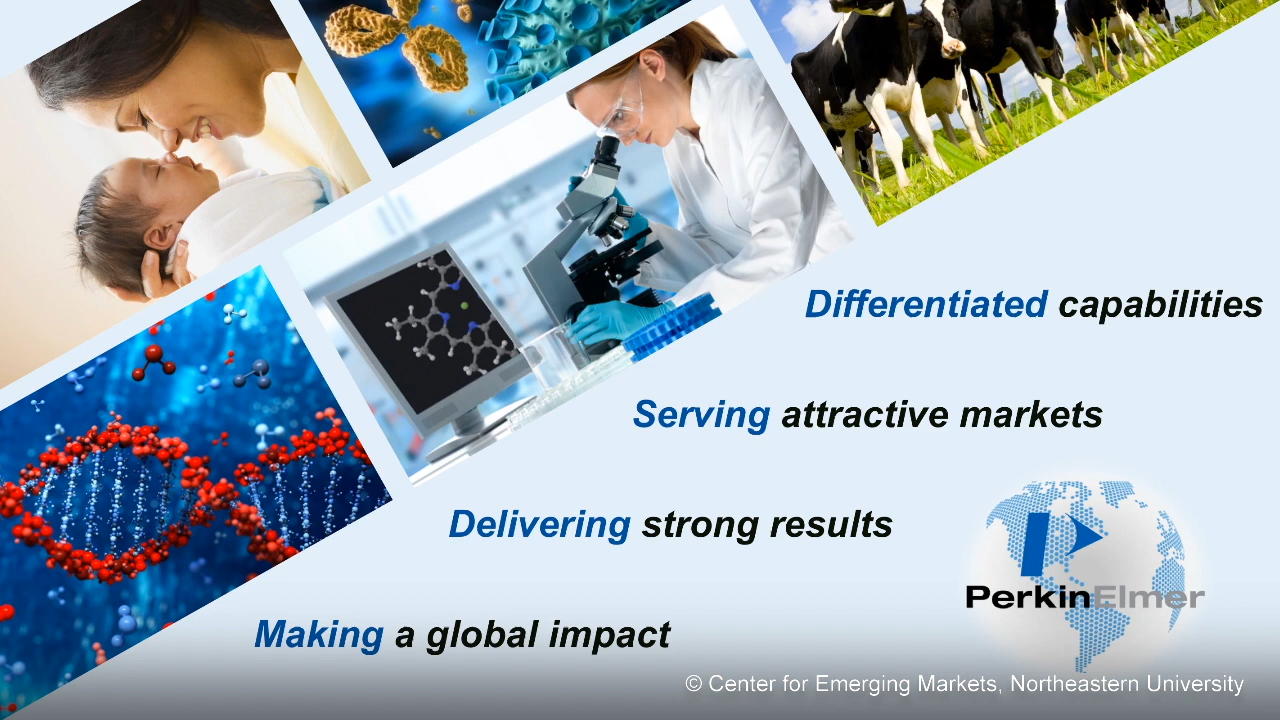 Differentiated capabilities
Serving attractive markets
Delivering strong results
Making a global impact
PerkinElmer
© Center for Emerging Markets, Northeastern University